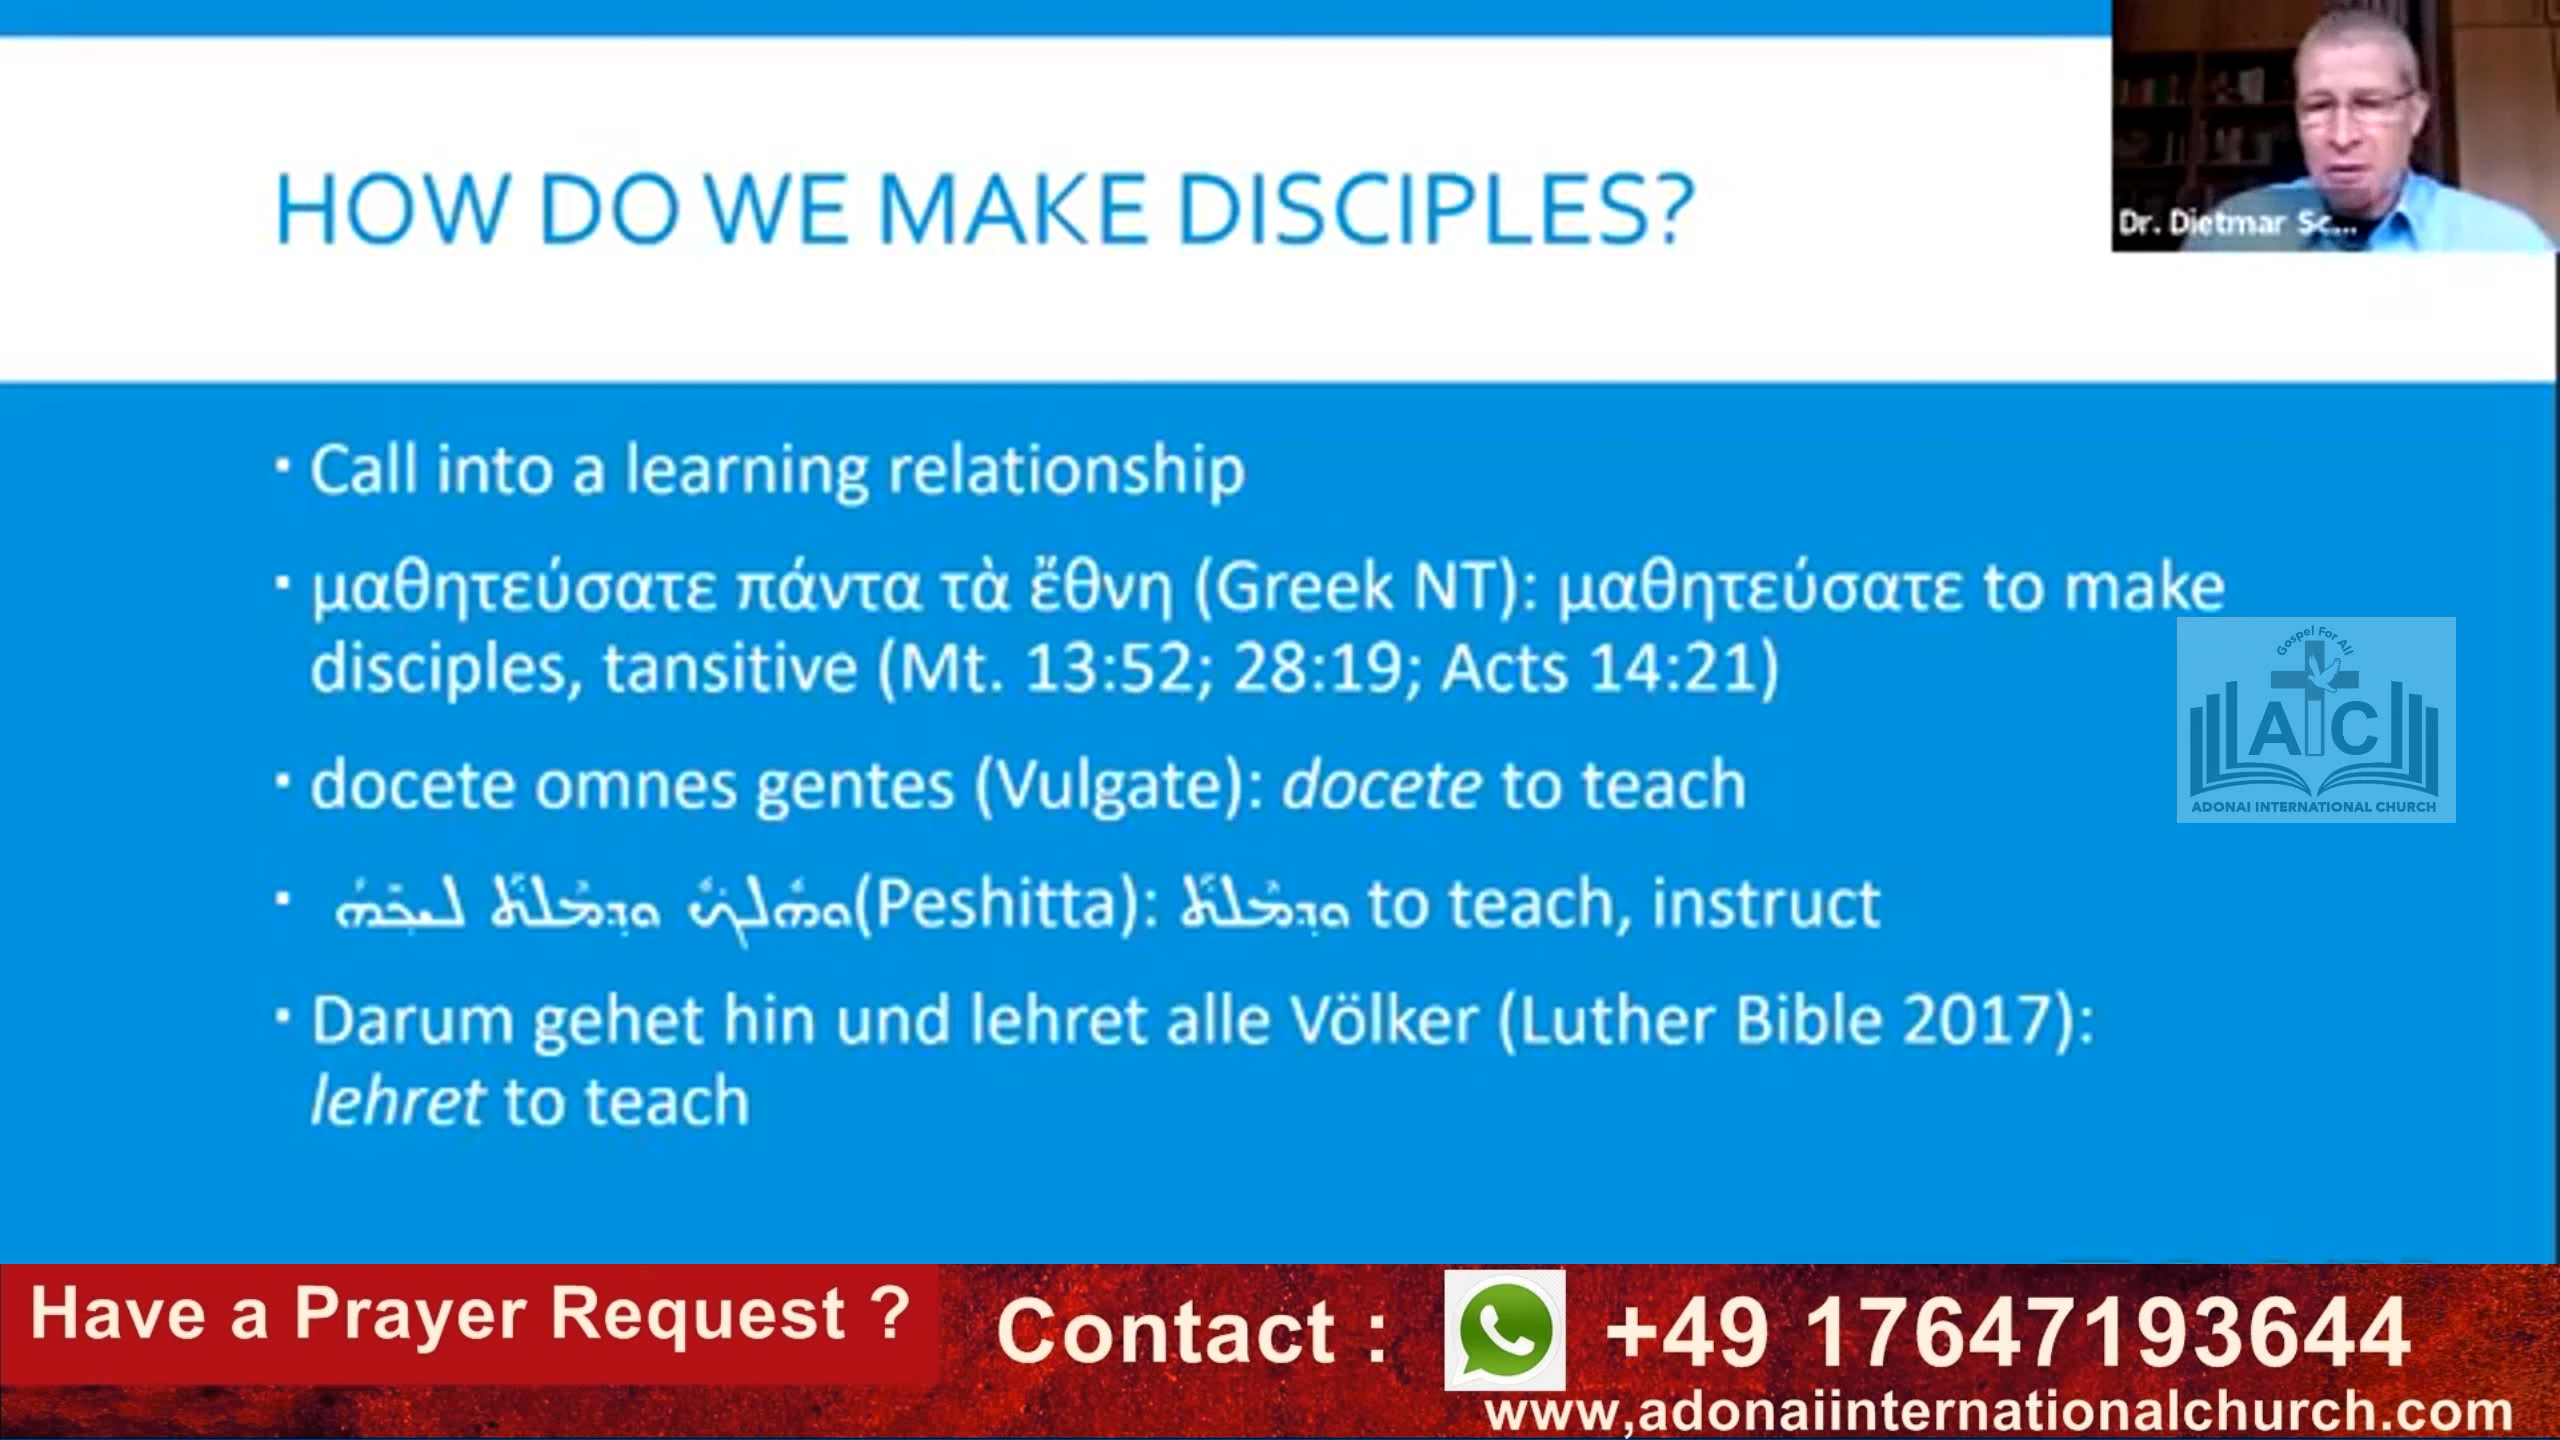 HOW DO WE MAKE DISCIPLES?
Dr. Dietmar Sc...
▪ Call into a learning relationship
▪ μαθητεύσατε πάντα τὰ ἔθνη (Greek NT): μαθητεύσατε to make
disciples, tansitive (Mt. 13:52; 28:19; Acts 14:21)
Gospel For All
AIC
ADONAI INTERNATIONAL CHURCH
▪ docete omnes gentes (Vulgate): docete to teach
▪ (Peshitta): to teach, instruct
▪ Darum gehet hin und lehret alle Völker (Luther Bible 2017):
lehret to teach
Have a Prayer Request ?
Contact : +49 17647193644
www,adonaiinternationalchurch.com